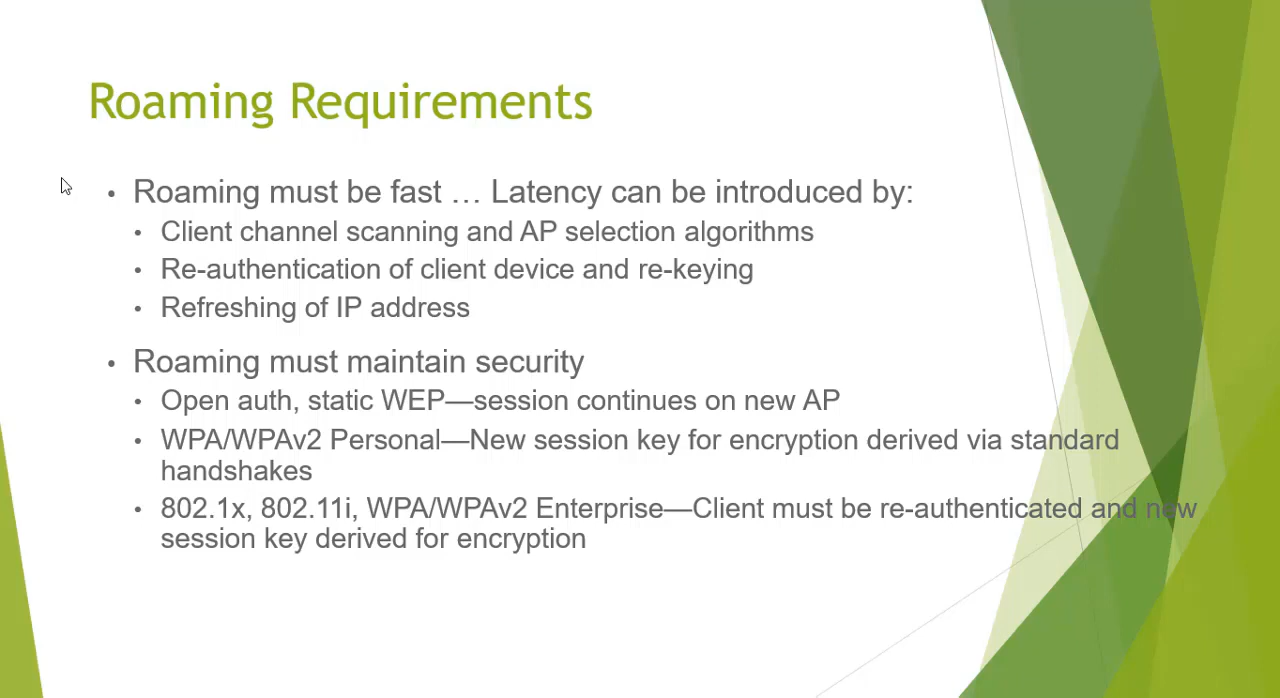 Roaming Requirements
• Roaming must be fast … Latency can be introduced by:
• Client channel scanning and AP selection algorithms
• Re-authentication of client device and re-keying
• Refreshing of IP address
• Roaming must maintain security
• Open auth, static WEP—session continues on new AP
• WPA/WPAv2 Personal—New session key for encryption derived via standard
handshakes
• 802.1x, 802.11i, WPA/WPAv2 Enterprise—Client must be re-authenticated and new
session key derived for encryption